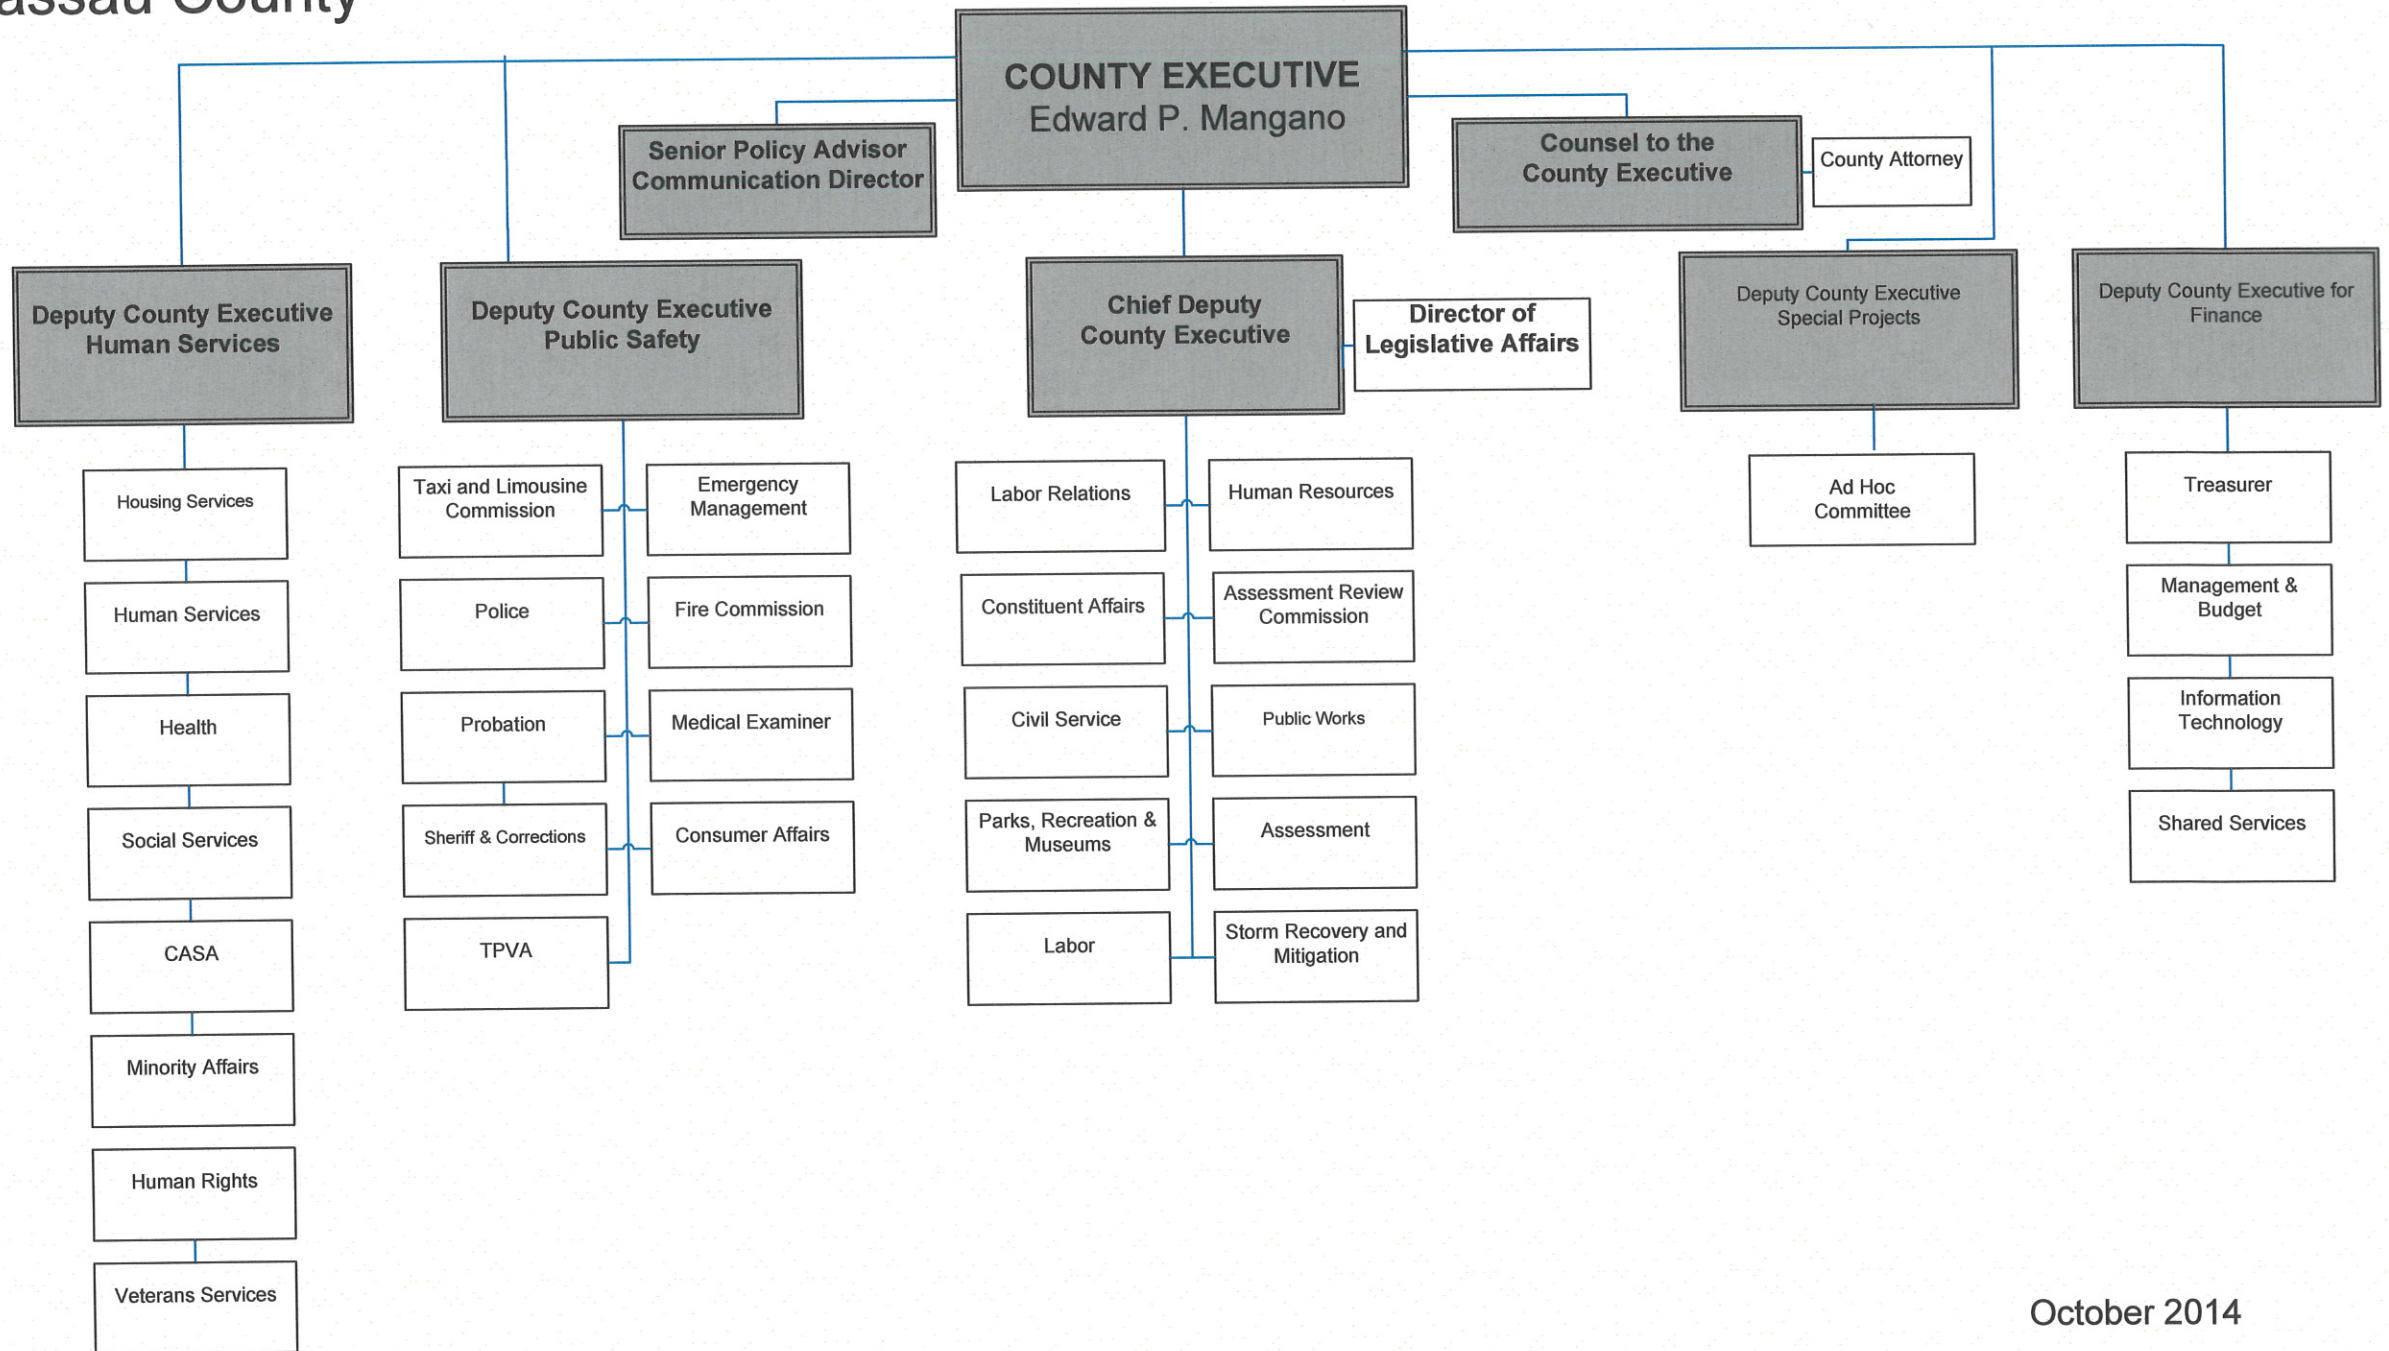 County
COUNTY EXECUTIVE
Edward P. Mangano
Senior Policy Advisor
Communication Director
Counsel to the
County Executive
County Attorney
Deputy County Executive
Human Services
Deputy County Executive
Public Safety
Chief Deputy
County Executive
Director of
Legislative Affairs
Deputy County Executive
Special Projects
Deputy County Executive for
Finance
Housing Services
Human Services
Health
Social Services
CASA
Minority Affairs
Human Rights
Veterans Services
Taxi and Limousine
Commission
Emergency
Management
Police
Fire Commission
Probation
Medical Examiner
Sheriff & Corrections
Consumer Affairs
TPVA
Labor Relations
Human Resources
Constituent Affairs
Assessment Review
Commission
Civil Service
Public Works
Parks, Recreation &
Museums
Assessment
Labor
Storm Recovery and
Mitigation
Ad Hoc
Committee
Treasurer
Management &
Budget
Information
Technology
Shared Services
October 2014